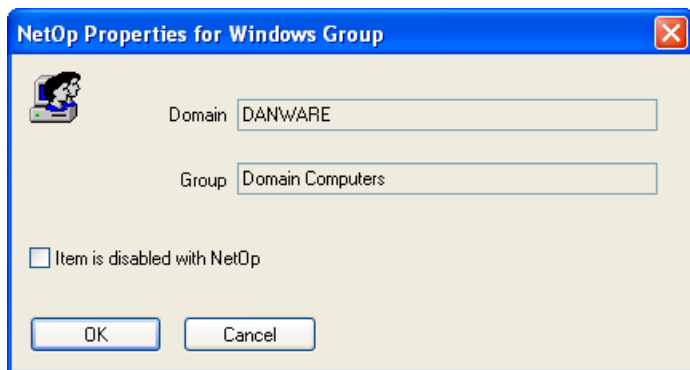 NetOp Properties for Windows Group
Domain DANWARE
Group Domain Computers
Item is disabled with NetOp
OK Cancel